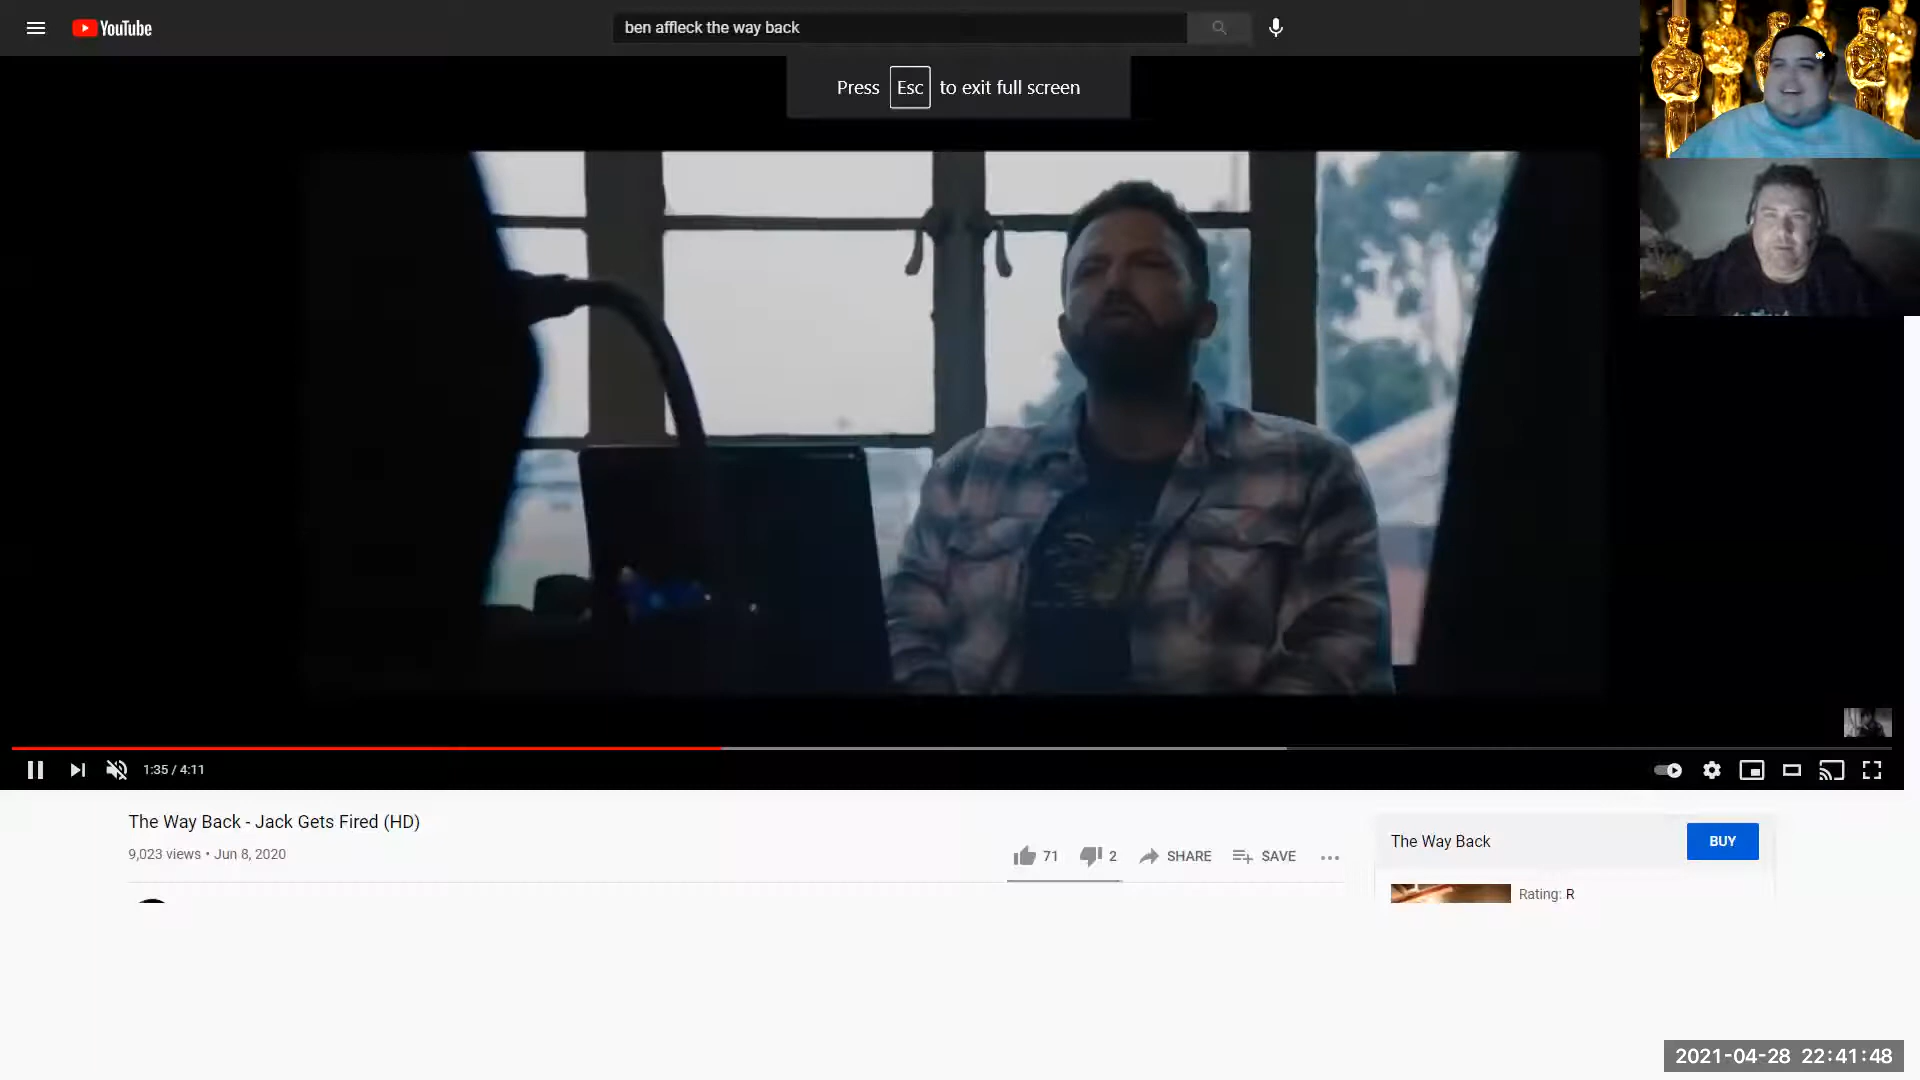 YouTube
ben affleck the way back
Press Esc to exit full screen
1:35 / 4:11
The Way Back - Jack Gets Fired (HD)
9,023 views • Jun 8, 2020
71
2
SHARE
SAVE
The Way Back
BUY
Rating: R
2021-04-28 22:41:48